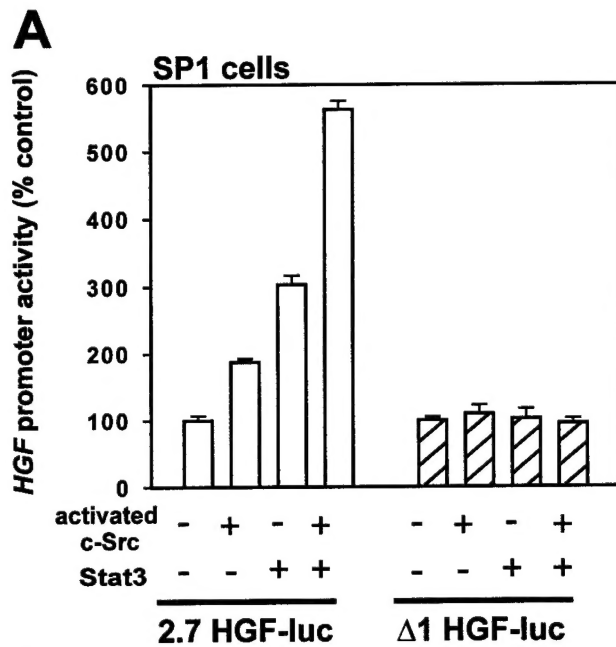 A
SP1 cells
HGF promoter activity (% control)
600
500
400
300
200
100
0
activated c-Src - + - + - + - +
Stat3 - - + + - - + +
2.7 HGF-luc Δ1 HGF-luc